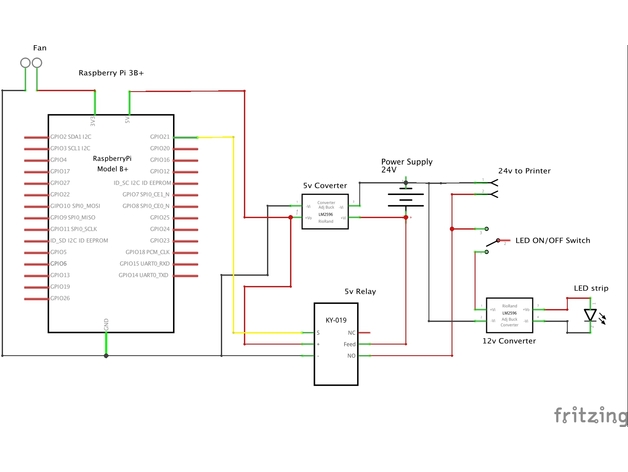 Fan
Raspberry Pi 3B+
3V3
5V
GPIO2 SDA1 I2C
GPIO3 SCL1 I2C
GPIO4
GPIO17
GPIO27
GPIO22
GPIO10 SPI0_MOSI
GPIO9 SPI0_MISO
GPIO11 SPI0_SCLK
ID_SD I2C ID EEPROM
GPIO5
GPIO6
GPIO13
GPIO19
GPIO26
RaspberryPi
Model B+
GPIO21
GPIO20
GPIO16
GPIO12
ID_SC I2C ID EEPROM
GPIO7 SPI0_CE1_N
GPIO8 SPI0_CE0_N
GPIO25
GPIO24
GPIO23
GPIO18 PCM_CLK
GPIO15 UART0_RXD
GPIO14 UART0_TXD
GND
5v Coverter
Converter
Adj Buck
LM2596
RioRand
Power Supply
24V
24v to Printer
LED ON/OFF Switch
5v Relay
KY-019
S
+
-
NC
Feed
NO
RioRand
LM2596
Adj Buck
Converter
12v Converter
LED strip
fritzing